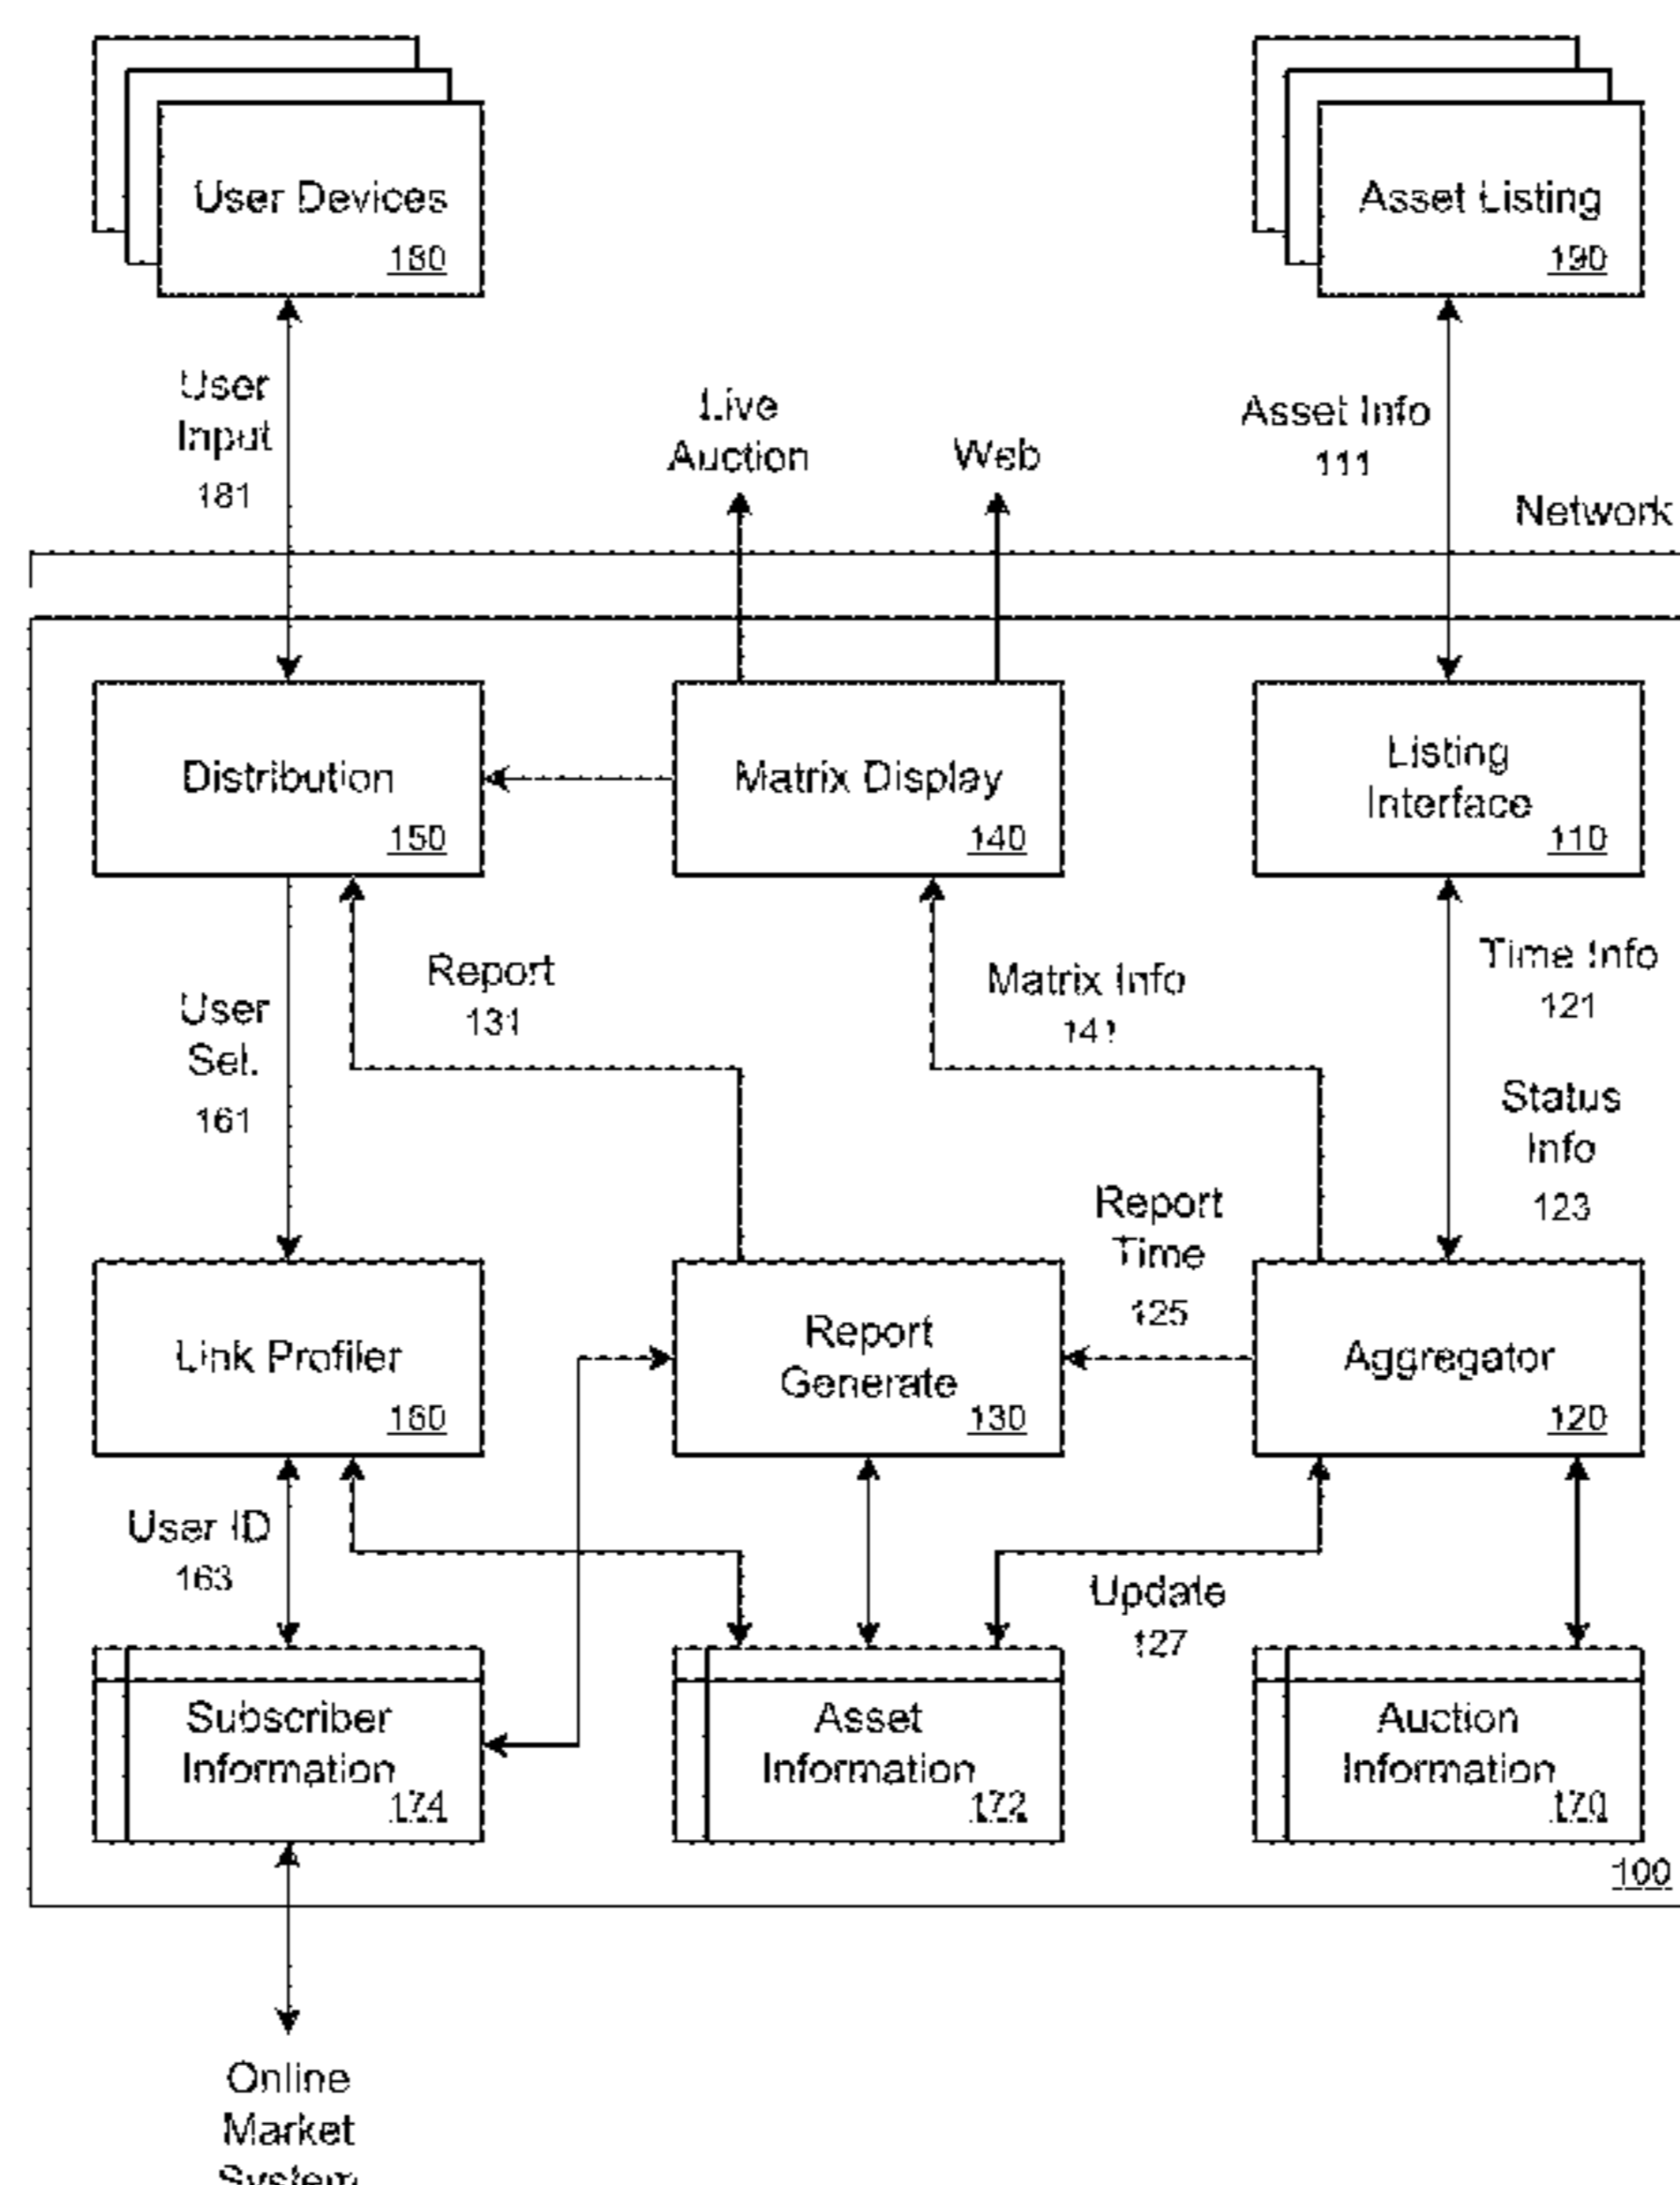 User Devices
180
Asset Listing
190
User
Input
181
Live
Auction
Web
Asset Info
111
Network
Distribution
150
Matrix Display
140
Listing
Interface
110
User
Sel.
161
Report
131
Matrix Info
141
Time Info
121
Status
Info
123
Report
Time
125
Link Profiler
160
Report
Generate
130
Aggregator
120
User ID
163
Update
127
Subscriber
Information
174
Asset
Information
172
Auction
Information
170
100
Online
Market
System